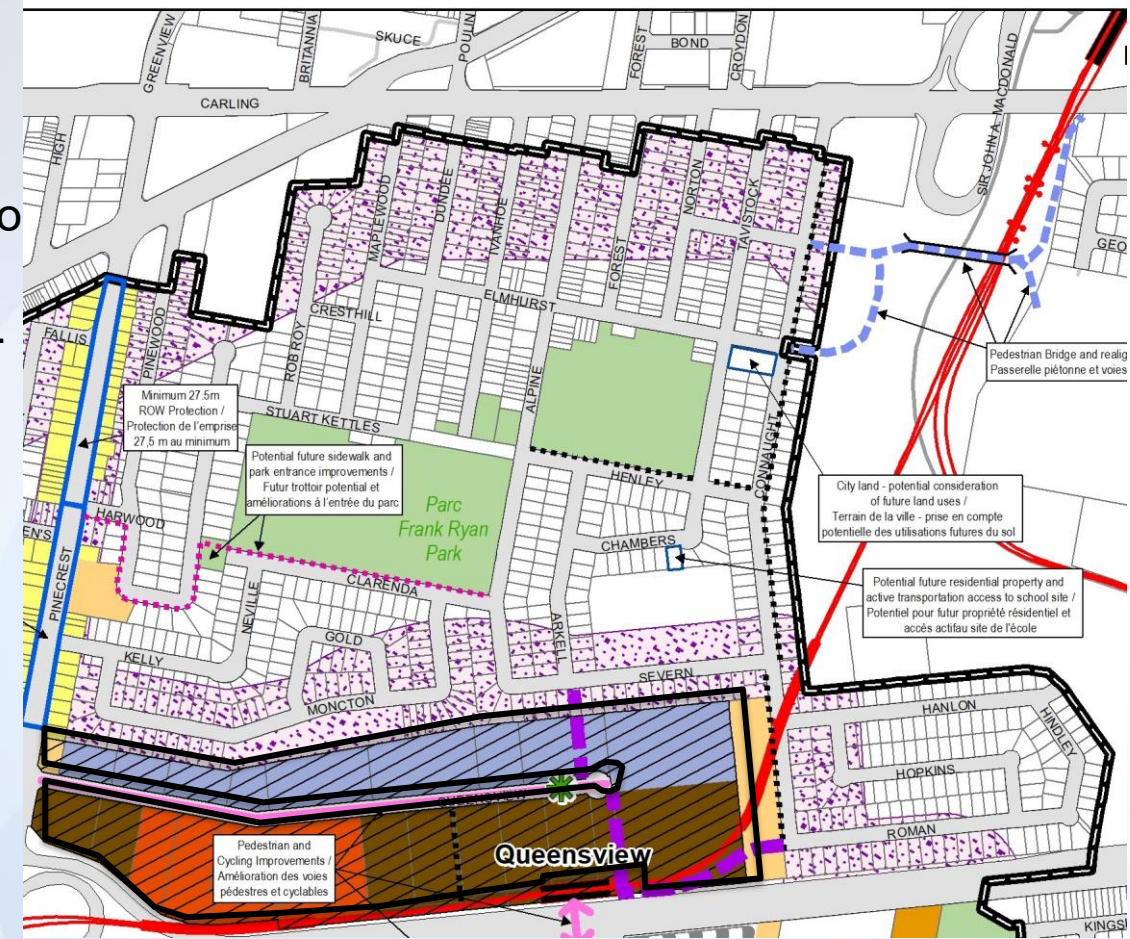 SKUCE
POULIN
GREENVIEW
BRITANNIA
FOREST
BOND
CROYDON
CARLING
HIGH
SIR JOHN A. MACDONALD
MAPLEWOOD
DUNDEE
IVANHOE
NORTON
TAVISTOCK
FOREST
GEO
ELMHURST
CRESTHILL
ROB ROY
FALLIS
PINEWOOD
ALPINE
Pedestrian Bridge and realig
Passerelle piétonne et voies
Minimum 27.5m
ROW Protection /
Protection de l'emprise
27,5 m au minimum
STUART KETTLES
Potential future sidewalk and
park entrance improvements /
Futur trottoir potentiel et
améliorations à l'entrée du parc
CONNAUGHT
HENLEY
City land - potential consideration
of future land uses /
Terrain de la ville - prise en compte
potentielle des utilisations futures du sol
Parc
Frank Ryan
Park
HARWOOD
EN'S
CHAMBERS
PINECREST
CLARENDA
NEVILLE
Potential future residential property and
active transportation access to school site /
Potentiel pour futur propriété résidentiel et
accés actifau site de l'école
ARKELL
GOLD
KELLY
SEVERN
MONCTON
HANLON
HINDLEY
HOPKINS
ROMAN
Pedestrian and
Cycling Improvements /
Amélioration des voies
pédestres et cyclables
Queensview
KINGS